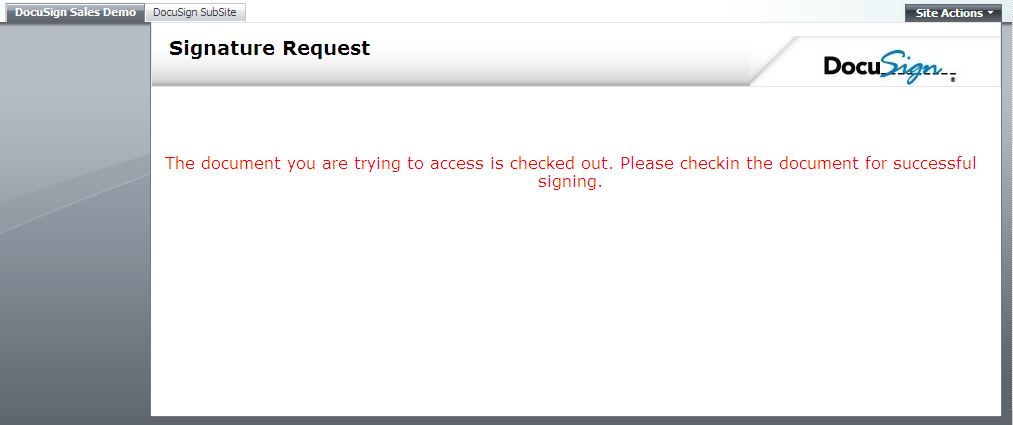 DocuSign Sales Demo
DocuSign SubSite
Site Actions
Signature Request
DocuSign
The document you are trying to access is checked out. Please checkin the document for successful
signing.